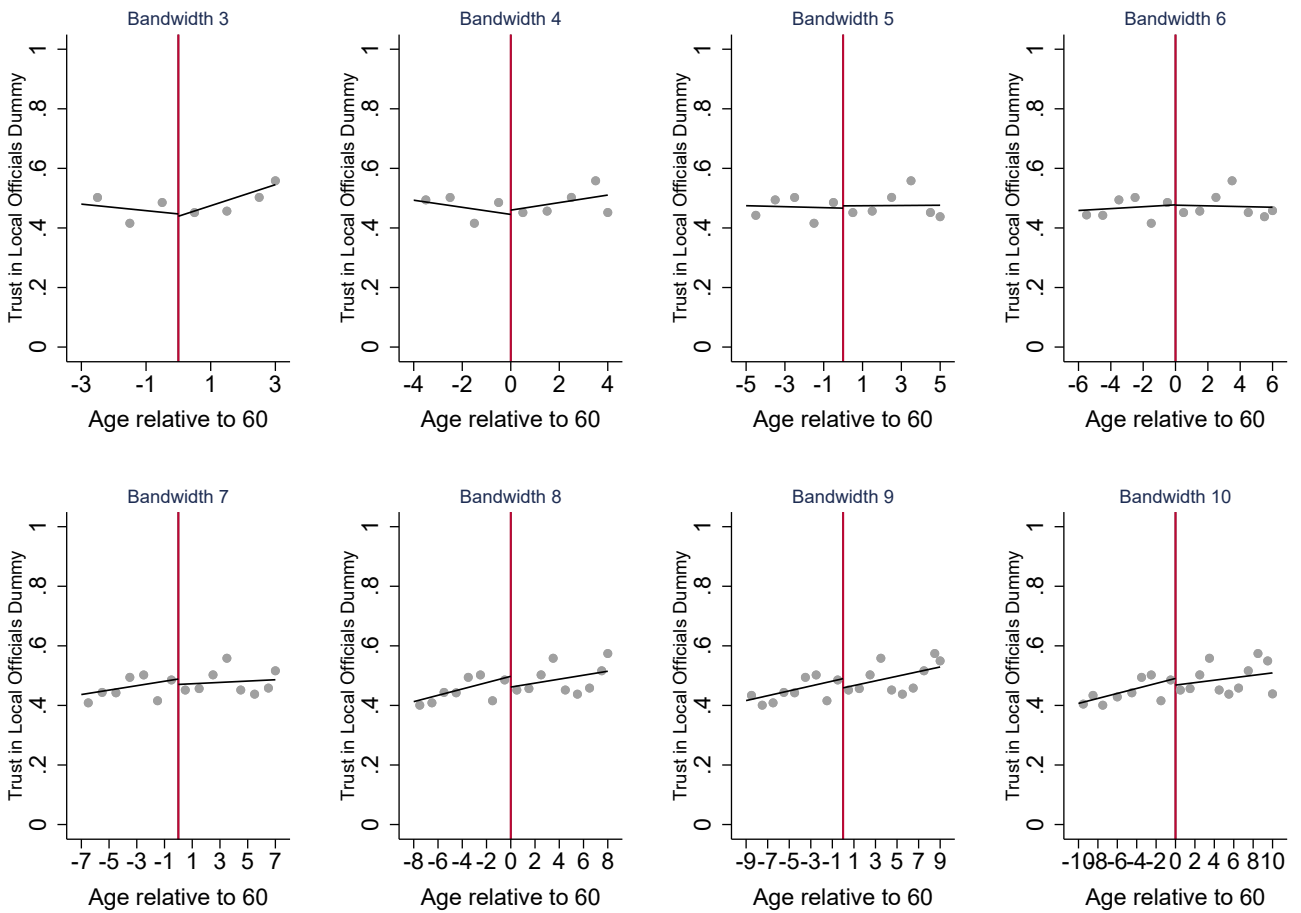 Bandwidth 3
Trust in Local Officials Dummy
1
.8
.6
.4
.2
0
-3 -1 1 3
Age relative to 60
Bandwidth 4
Trust in Local Officials Dummy
1
.8
.6
.4
.2
0
-4 -2 0 2 4
Age relative to 60
Bandwidth 5
Trust in Local Officials Dummy
1
.8
.6
.4
.2
0
-5 -3 -1 1 3 5
Age relative to 60
Bandwidth 6
Trust in Local Officials Dummy
1
.8
.6
.4
.2
0
-6 -4 -2 0 2 4 6
Age relative to 60
Bandwidth 7
Trust in Local Officials Dummy
1
.8
.6
.4
.2
0
-7 -5 -3 -1 1 3 5 7
Age relative to 60
Bandwidth 8
Trust in Local Officials Dummy
1
.8
.6
.4
.2
0
-8 -6 -4 -2 0 2 4 6 8
Age relative to 60
Bandwidth 9
Trust in Local Officials Dummy
1
.8
.6
.4
.2
0
-9 -7 -5 -3 -1 1 3 5 7 9
Age relative to 60
Bandwidth 10
Trust in Local Officials Dummy
1
.8
.6
.4
.2
0
-10 -8 -6 -4 -2 0 2 4 6 8 10
Age relative to 60